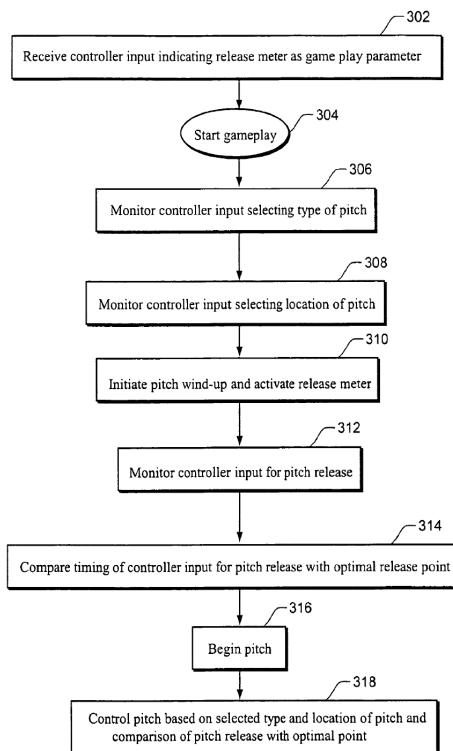 302
Receive controller input indicating release meter as game play parameter
304
Start gameplay
306
Monitor controller input selecting type of pitch
308
Monitor controller input selecting location of pitch
310
Initiate pitch wind-up and activate release meter
312
Monitor controller input for pitch release
314
Compare timing of controller input for pitch release with optimal release point
316
Begin pitch
318
Control pitch based on selected type and location of pitch and
comparison of pitch release with optimal point